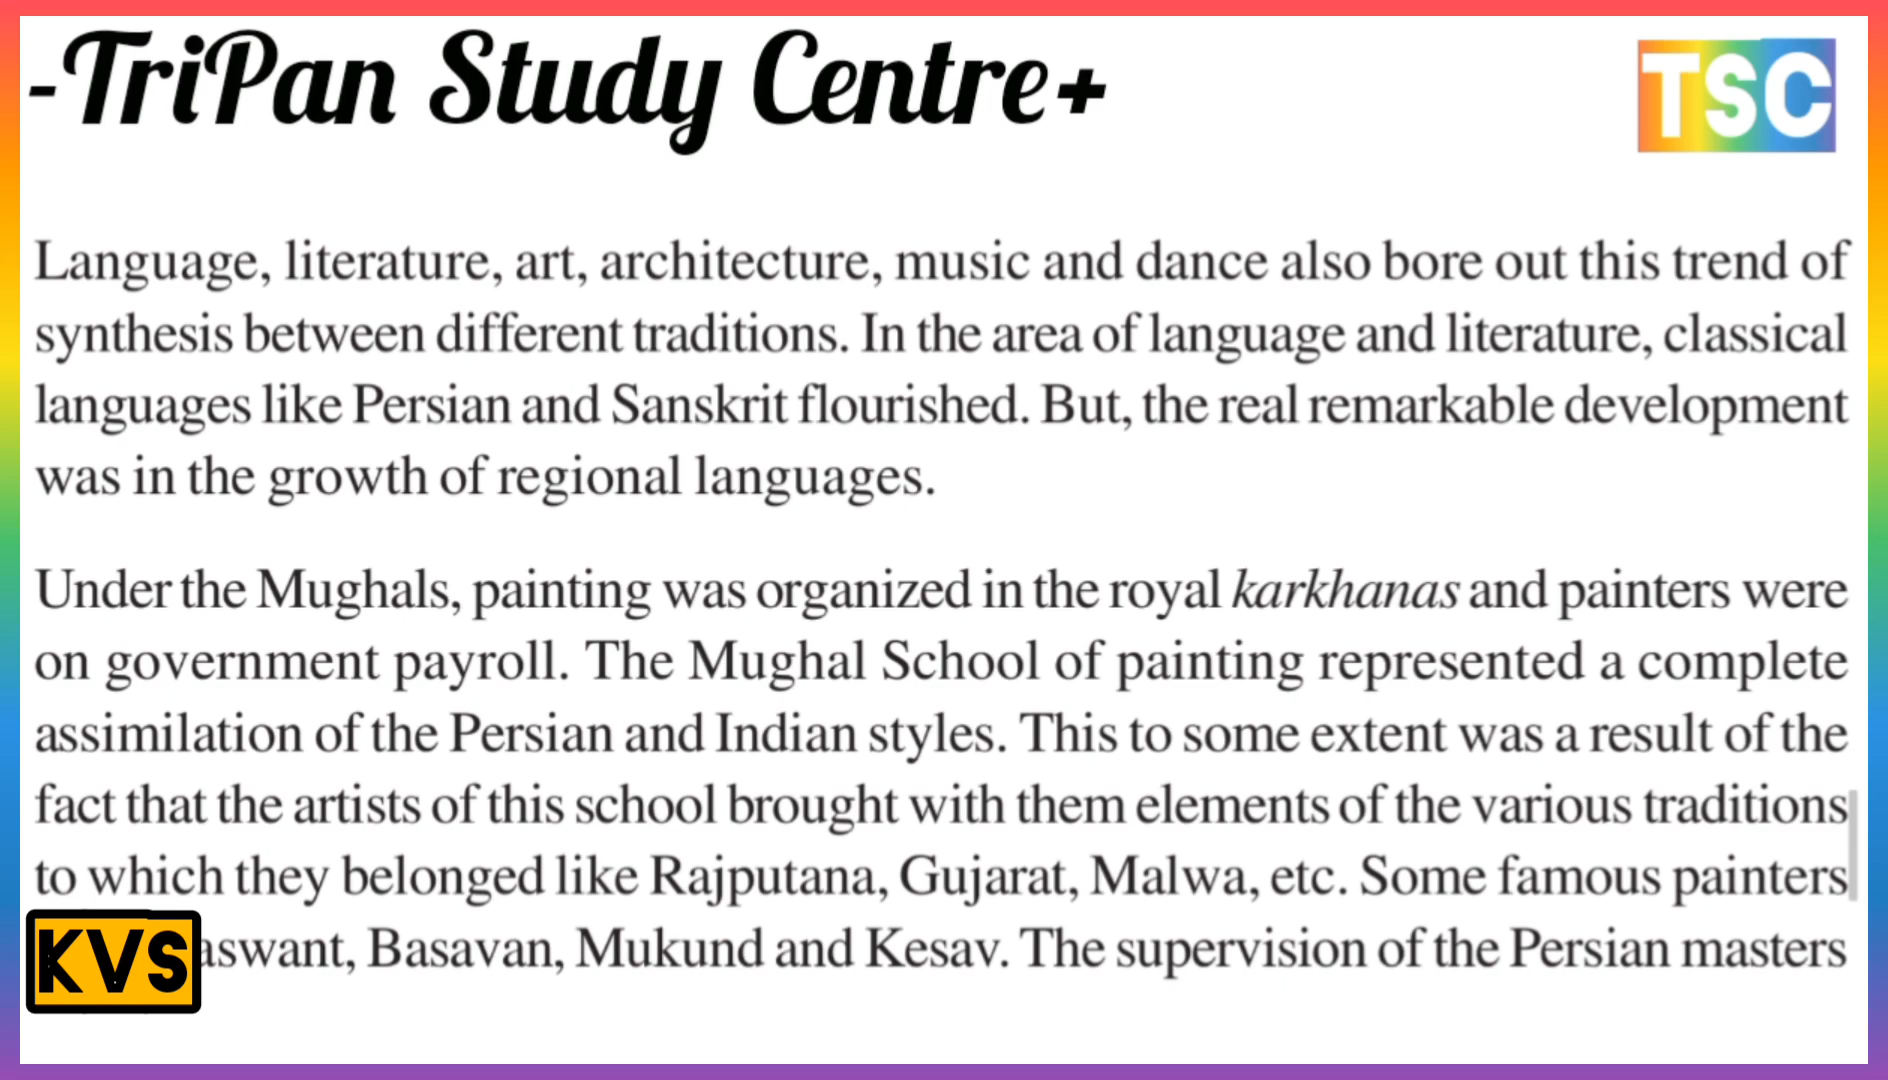 -TriPan Study Centre+
TSC
Language, literature, art, architecture, music and dance also bore out this trend of
synthesis between different traditions. In the area of language and literature, classical
languages like Persian and Sanskrit flourished. But, the real remarkable development
was in the growth of regional languages.
Under the Mughals, painting was organized in the royal karkhanas and painters were
on government payroll. The Mughal School of painting represented a complete
assimilation of the Persian and Indian styles. This to some extent was a result of the
fact that the artists of this school brought with them elements of the various traditions
to which they belonged like Rajputana, Gujarat, Malwa, etc. Some famous painters
KVS Basavan, Mukund and Kesav. The supervision of the Persian masters